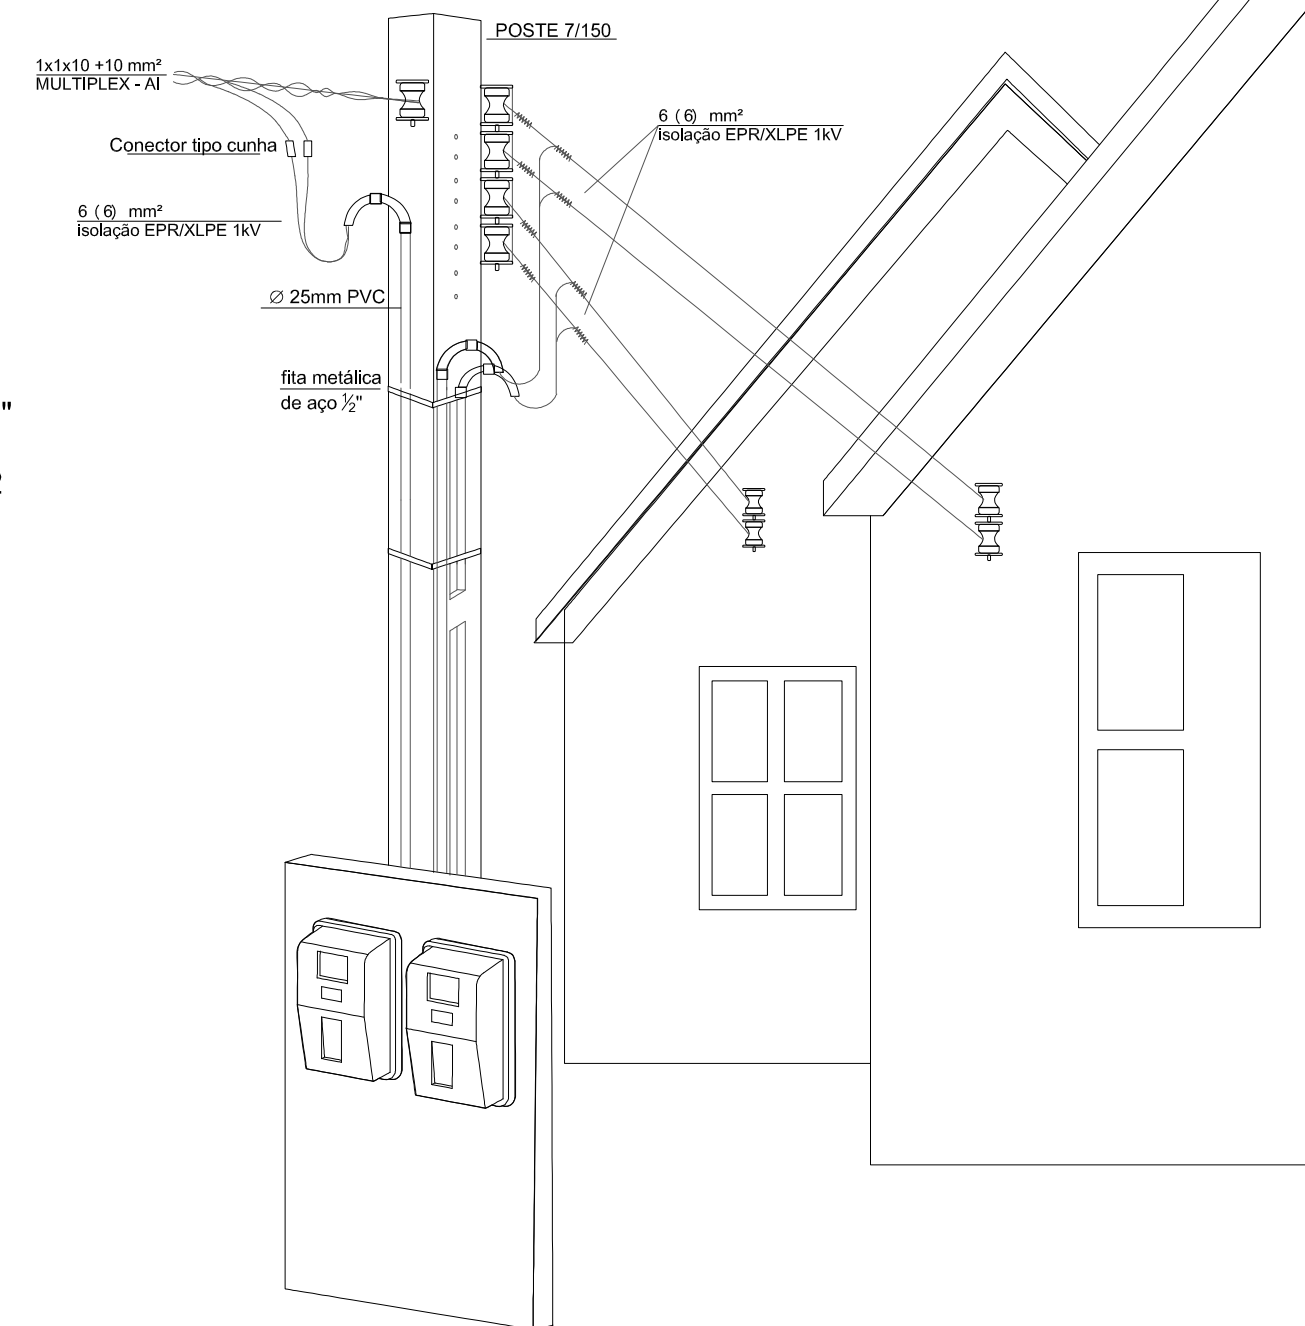 POSTE 7/150
1x1x10 +10 mm²
MULTIPLEX - Al
6 (6) mm²
isolação EPR/XLPE 1kV
Conector tipo cunha
6 (6) mm²
isolação EPR/XLPE 1kV
∅ 25mm PVC
fita metálica
de aço ½"
"